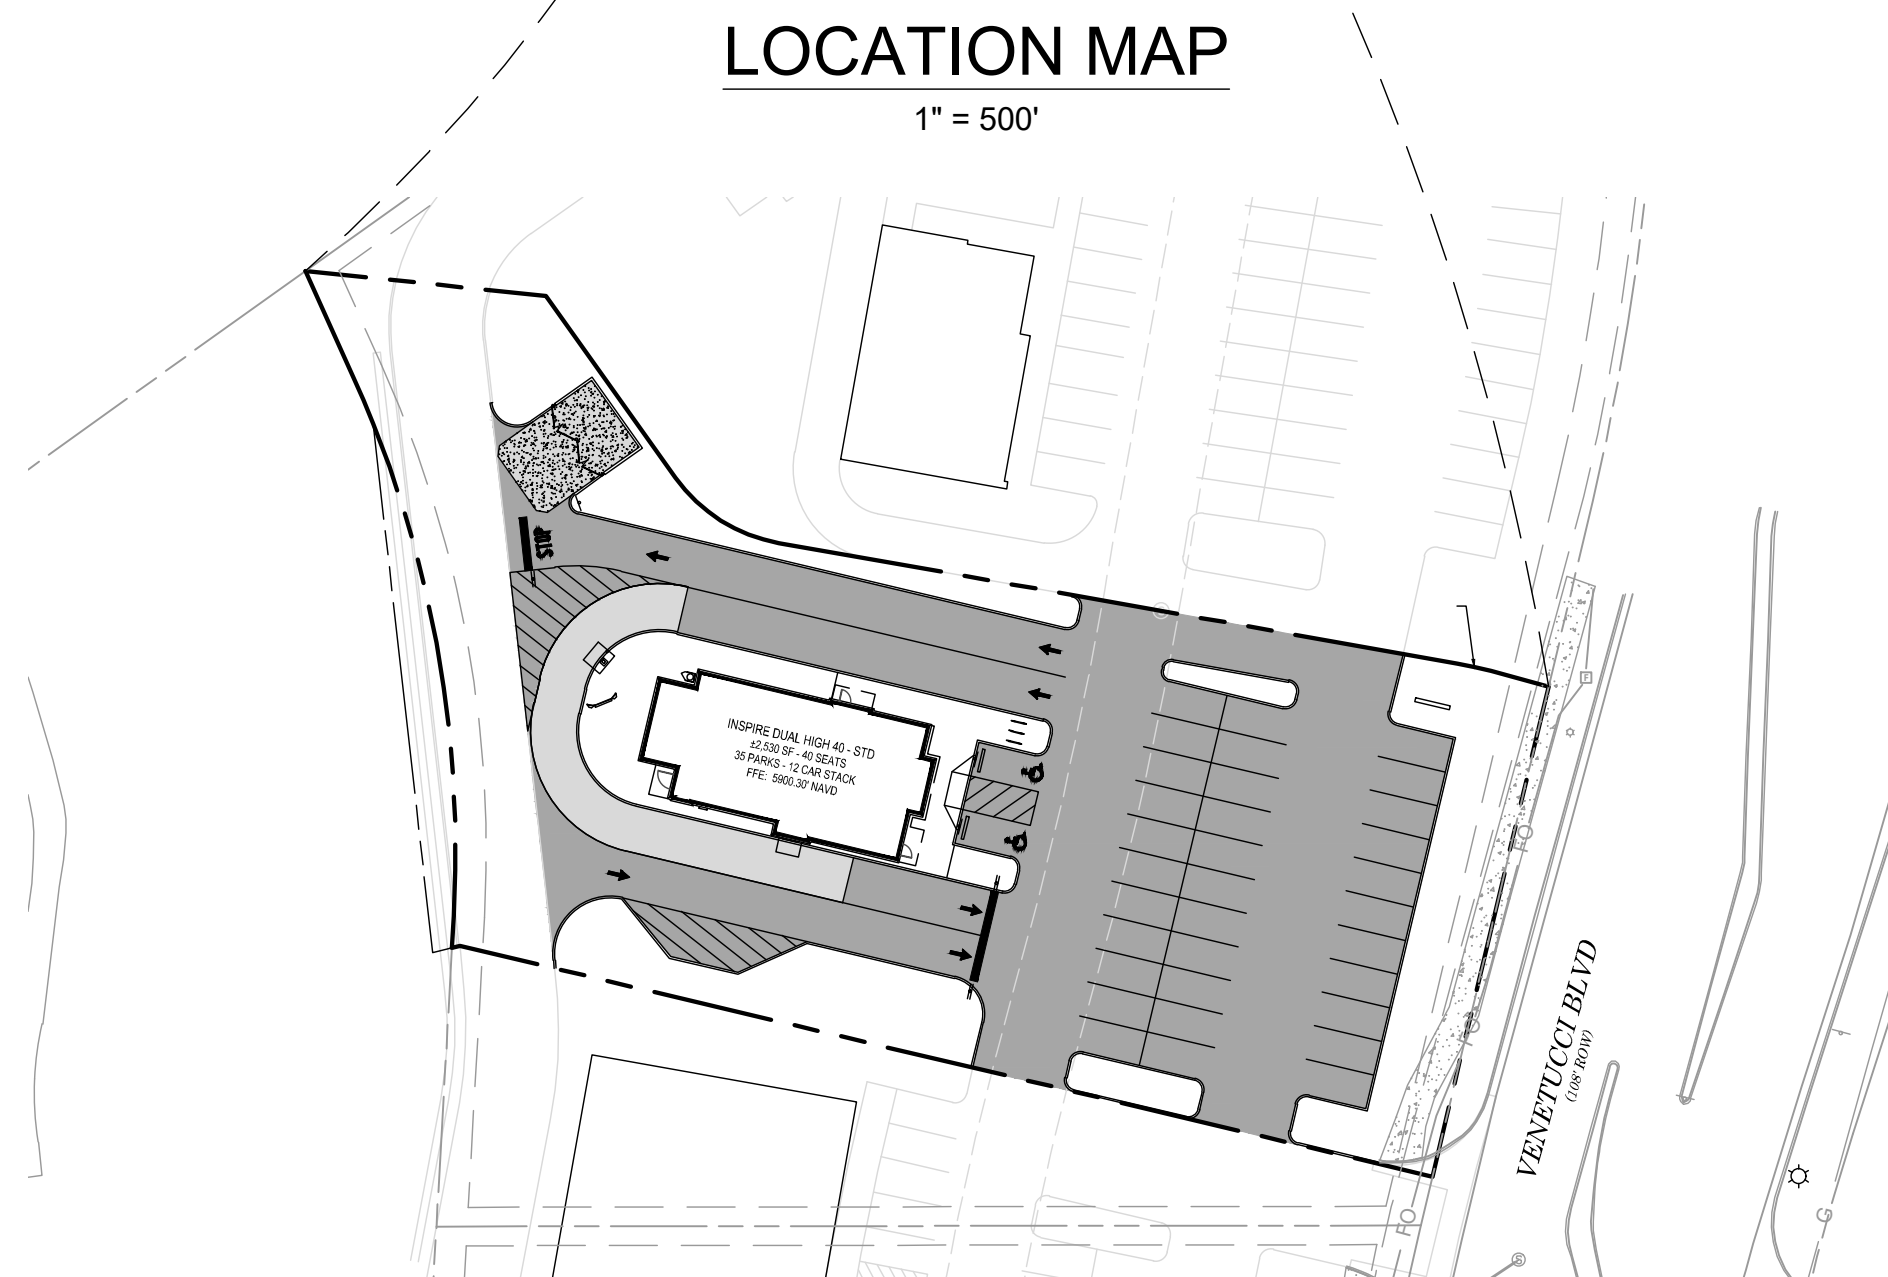 LOCATION MAP
1" = 500'
STOP
INSPIRE DUAL HIGH 40 - STD
±2,530 SF - 40 SEATS
35 PARKS - 12 CAR STACK
FFE: 5900.30' NAVD
C
F
FO
FO
FO
VENETUCCI BLVD
(108' ROW)
G
S